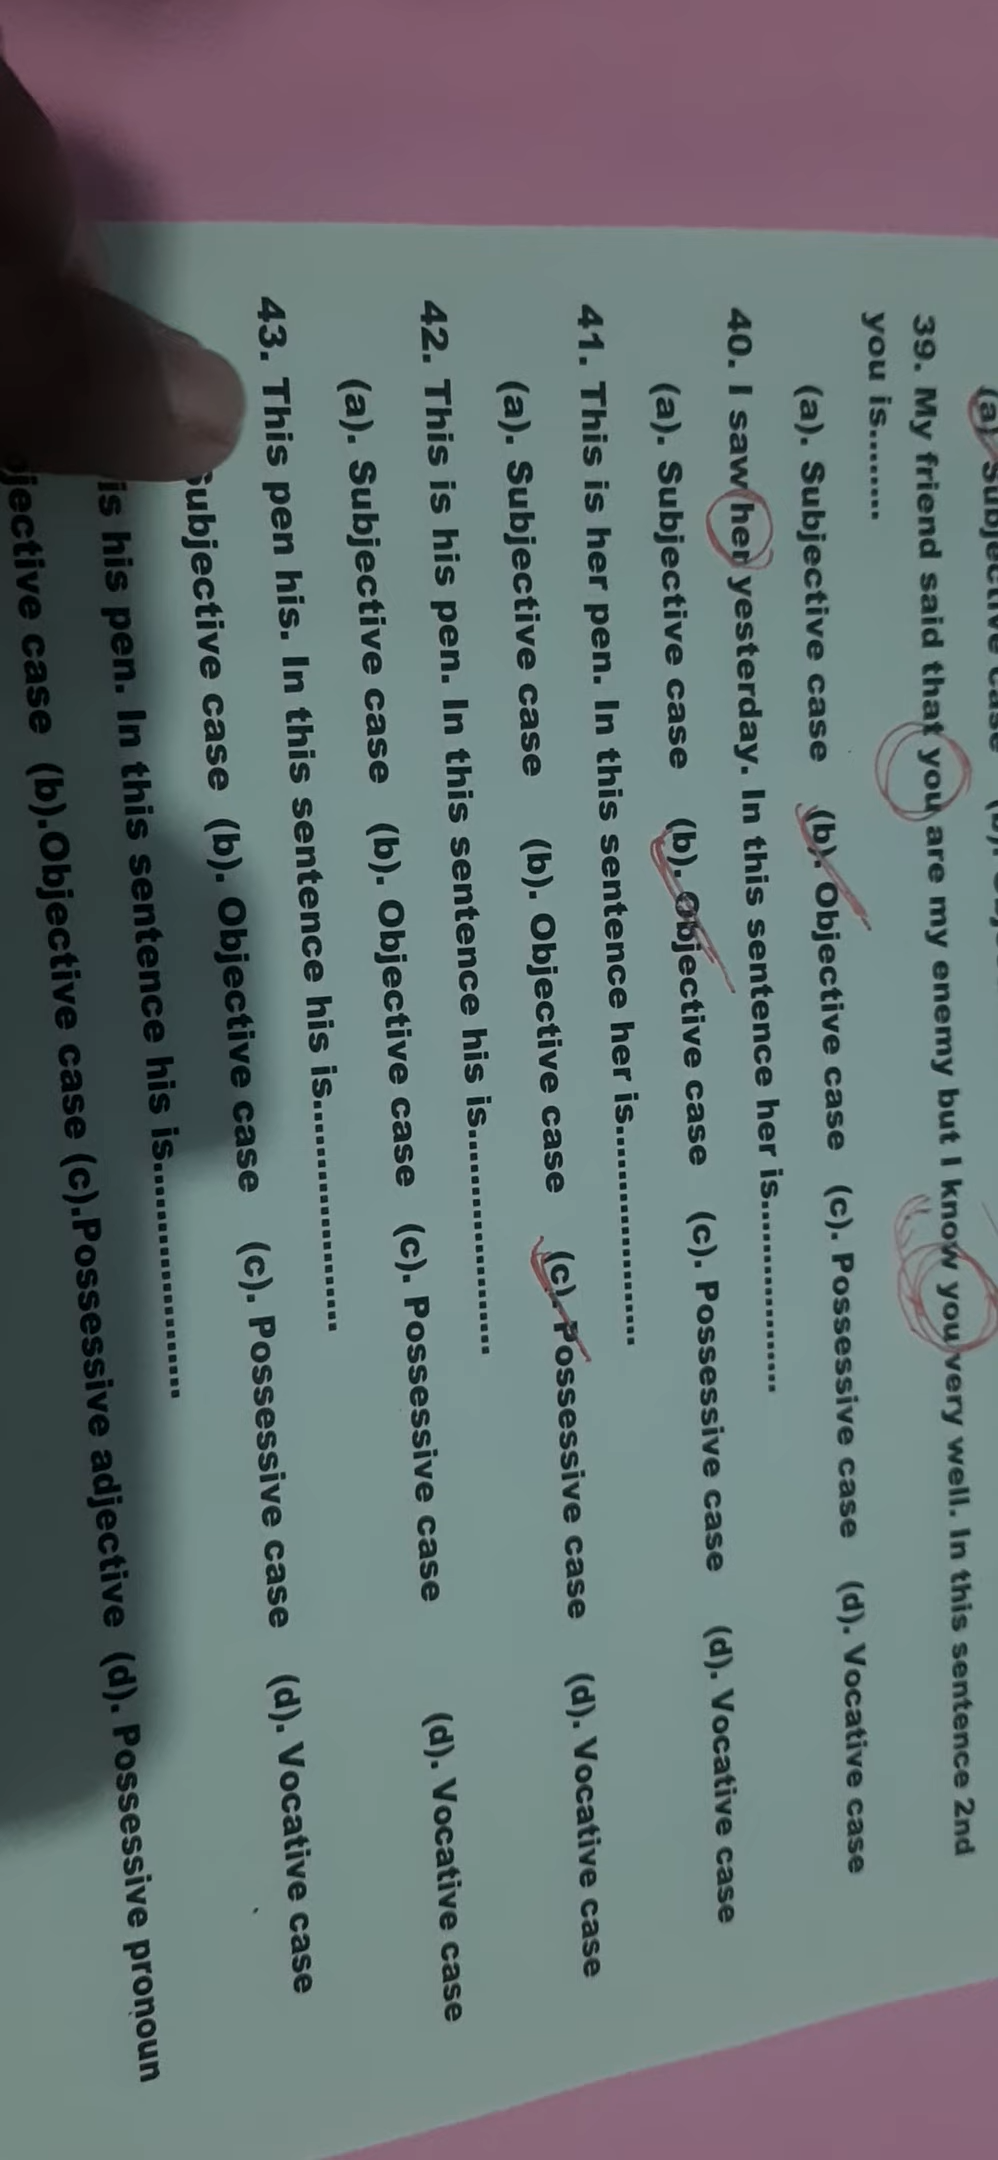 (a). Subjective case (b).
39. My friend said that you are my enemy but I know you very well. In this sentence 2nd
you is.......
(a). Subjective case (b). Objective case (c). Possessive case (d). Vocative case
40. I saw her yesterday. In this sentence her is..................
(a). Subjective case (b). Objective case (c). Possessive case (d). Vocative case
41. This is her pen. In this sentence her is....................
(a). Subjective case (b). Objective case (c). Possessive case (d). Vocative case
42. This is his pen. In this sentence his is....................
(a). Subjective case (b). Objective case (c). Possessive case (d). Vocative case
43. This pen his. In this sentence his is.....................
Subjective case (b). Objective case (c). Possessive case (d). Vocative case
is his pen. In this sentence his is.....................
case (b).Objective case (c).Possessive adjective (d). Possessive pronoun